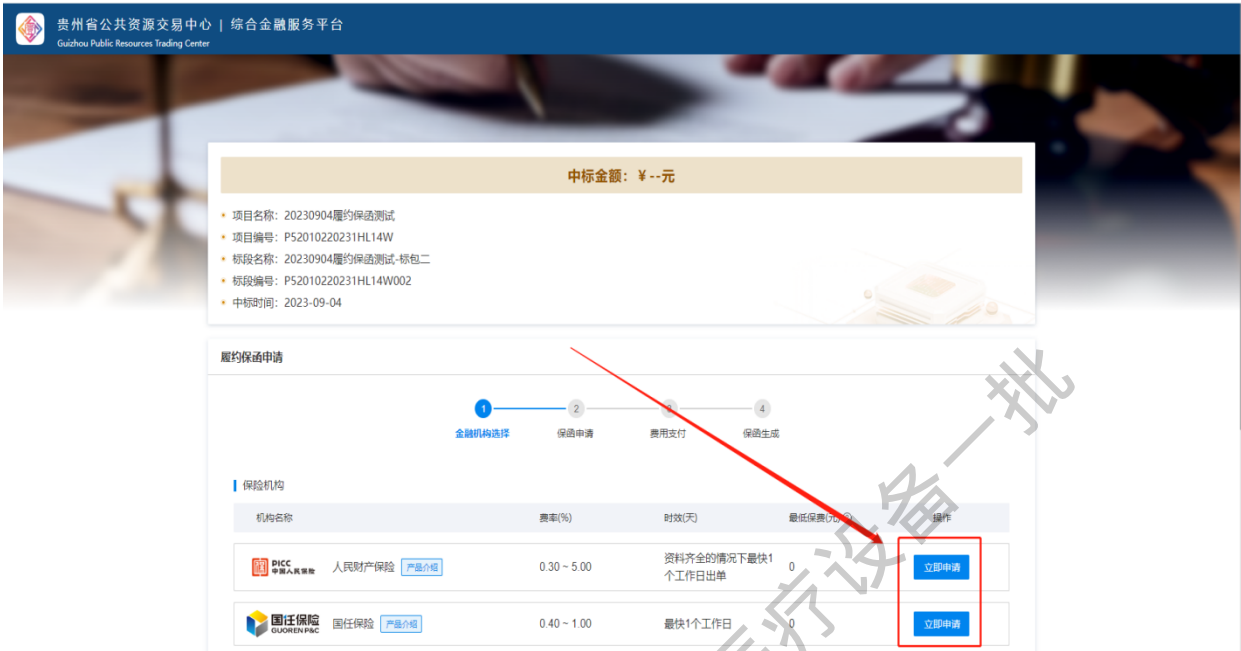 贵州省公共资源交易中心 | 综合金融服务平台
Guizhou Public Resources Trading Center
中标金额：¥ --元
项目名称：20230904履约保函测试
项目编号：P52010220231HL14W
标段名称：20230904履约保函测试-标包二
标段编号：P52010220231HL14W002
中标时间：2023-09-04
履约保函申请
1 2 3 4
金融机构选择 保函申请 费用支付 保函生成
保险机构
机构名称 费率(%) 时效(天) 最低保费(元) 操作
PICC 中国人民保险 人民财产保险 产品介绍 0.30 ~ 5.00 资料齐全的情况下最快1个工作日出单 0 立即申请
国任保险 GUOREN P&C 国任保险 产品介绍 0.40 ~ 1.00 最快1个工作日 0 立即申请
疗设备一批